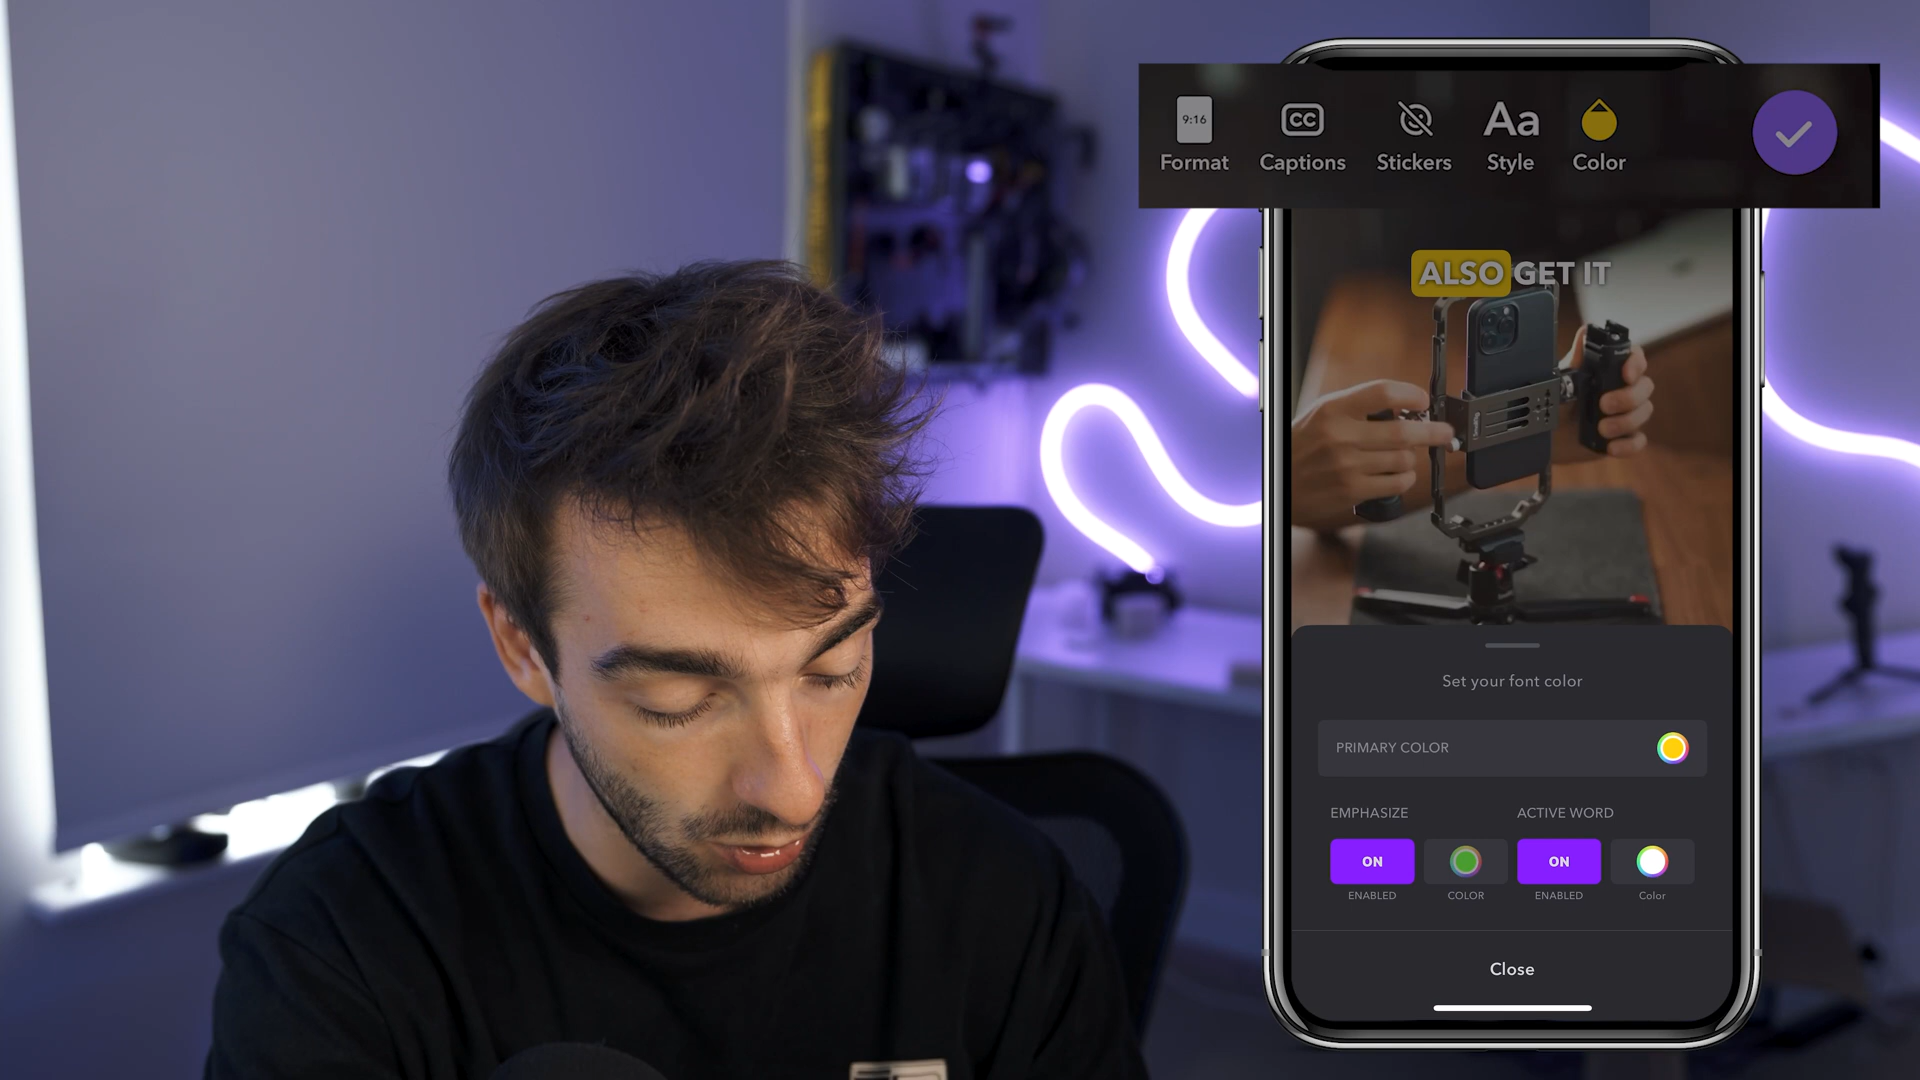 9:16
CC
Aa
Format
Captions
Stickers
Style
Color
ALSO GET IT
Set your font color
PRIMARY COLOR
EMPHASIZE
ACTIVE WORD
ON
ON
ENABLED
COLOR
ENABLED
Color
Close